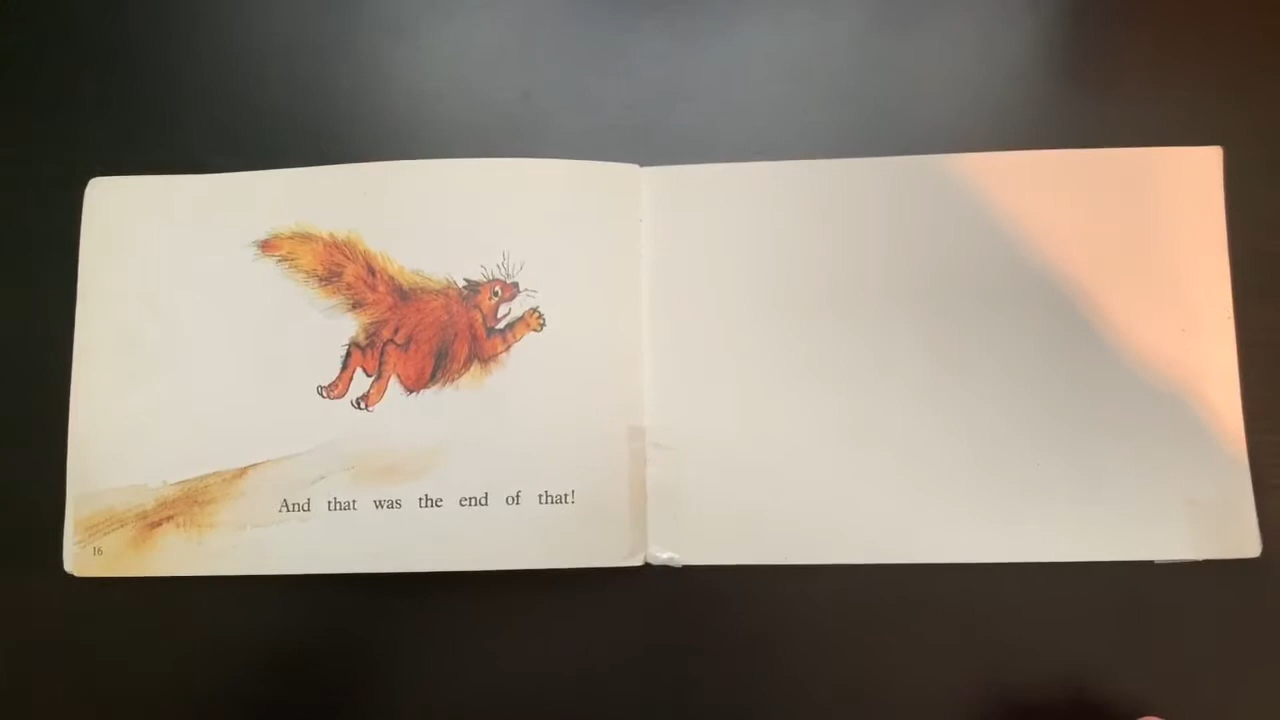 And that was the end of that!
16